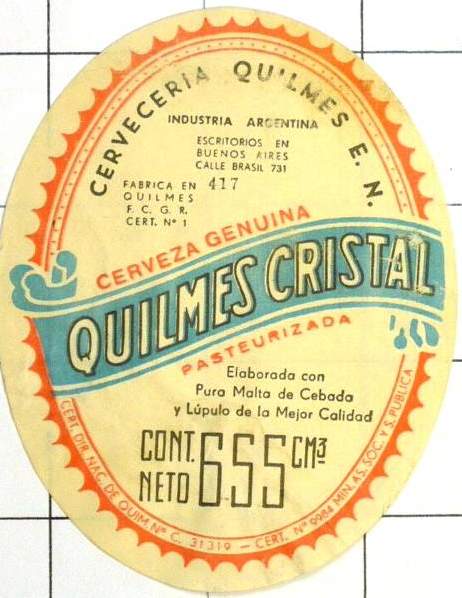 CERVECERIA QUILMES E. N.
INDUSTRIA ARGENTINA
ESCRITORIOS EN
BUENOS AIRES
CALLE BRASIL 731
FABRICA EN 417
QUILMES
F. C. G. R.
CERT. Nº 1
CERVEZA GENUINA
QUILMES CRISTAL
PASTEURIZADA
Elaborada con
Pura Malta de Cebada
y Lúpulo de la Mejor Calidad
CONT. NETO 655 CM3
CERT. DIR. NAC. DE QUIM. Nº C. 31319 - CERT. Nº 9984 MIN. AS. SOC. Y S. PUBLICA